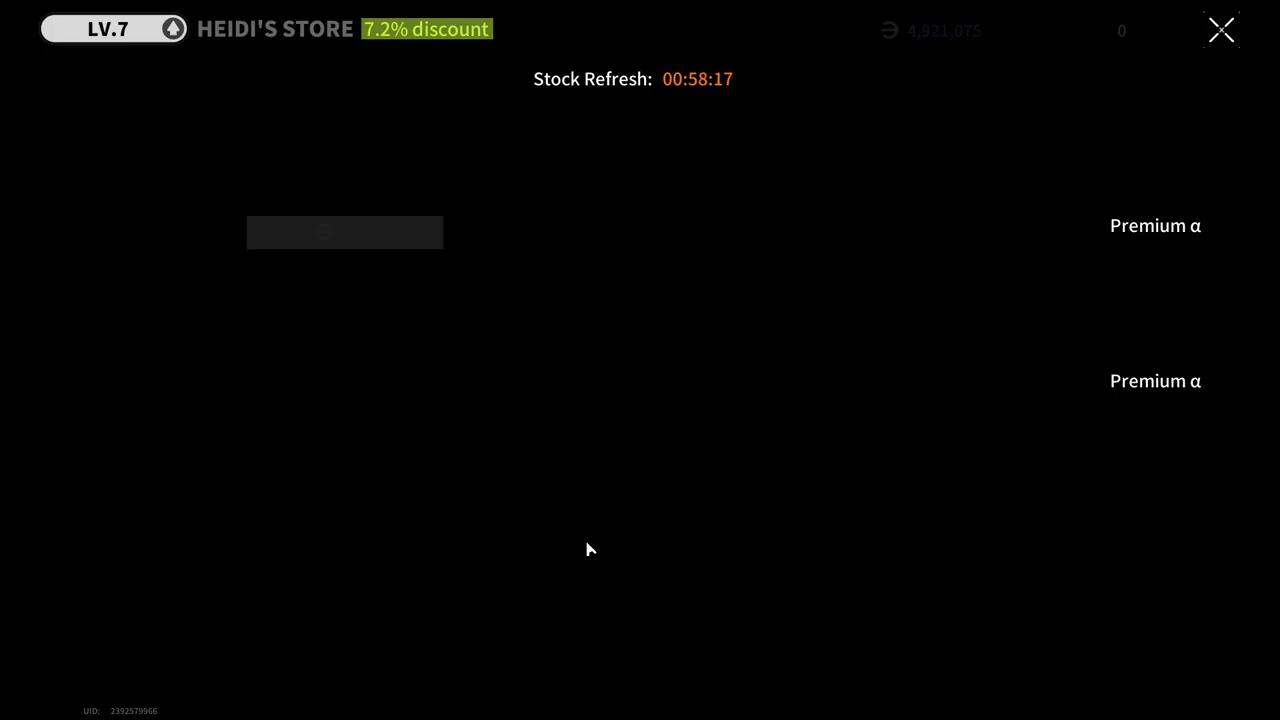 LV.7 HEIDI'S STORE 7.2% discount 4,921,075 0
Stock Refresh: 00:58:17
Premium α
Premium α
UID: 2392579966